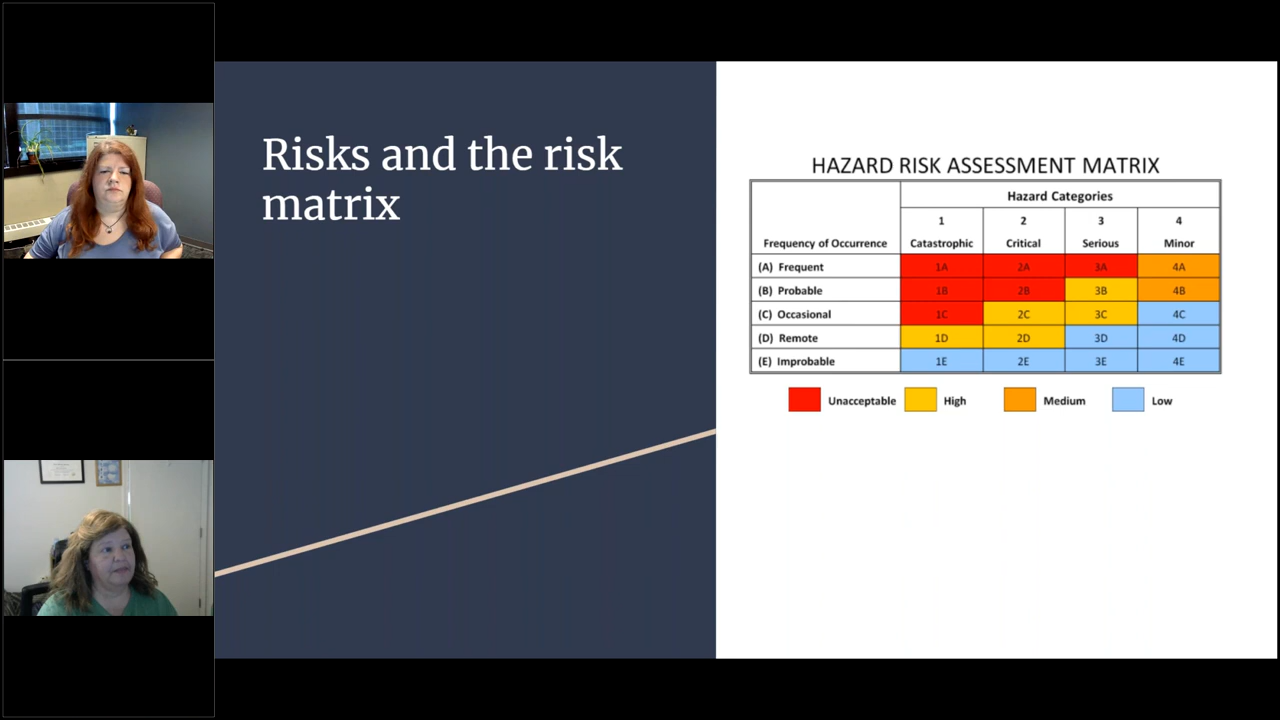 Risks and the risk
matrix
HAZARD RISK ASSESSMENT MATRIX
Hazard Categories
1 2 3 4
Frequency of Occurrence Catastrophic Critical Serious Minor
(A) Frequent 1A 2A 3A 4A
(B) Probable 1B 2B 3B 4B
(C) Occasional 1C 2C 3C 4C
(D) Remote 1D 2D 3D 4D
(E) Improbable 1E 2E 3E 4E
Unacceptable High Medium Low